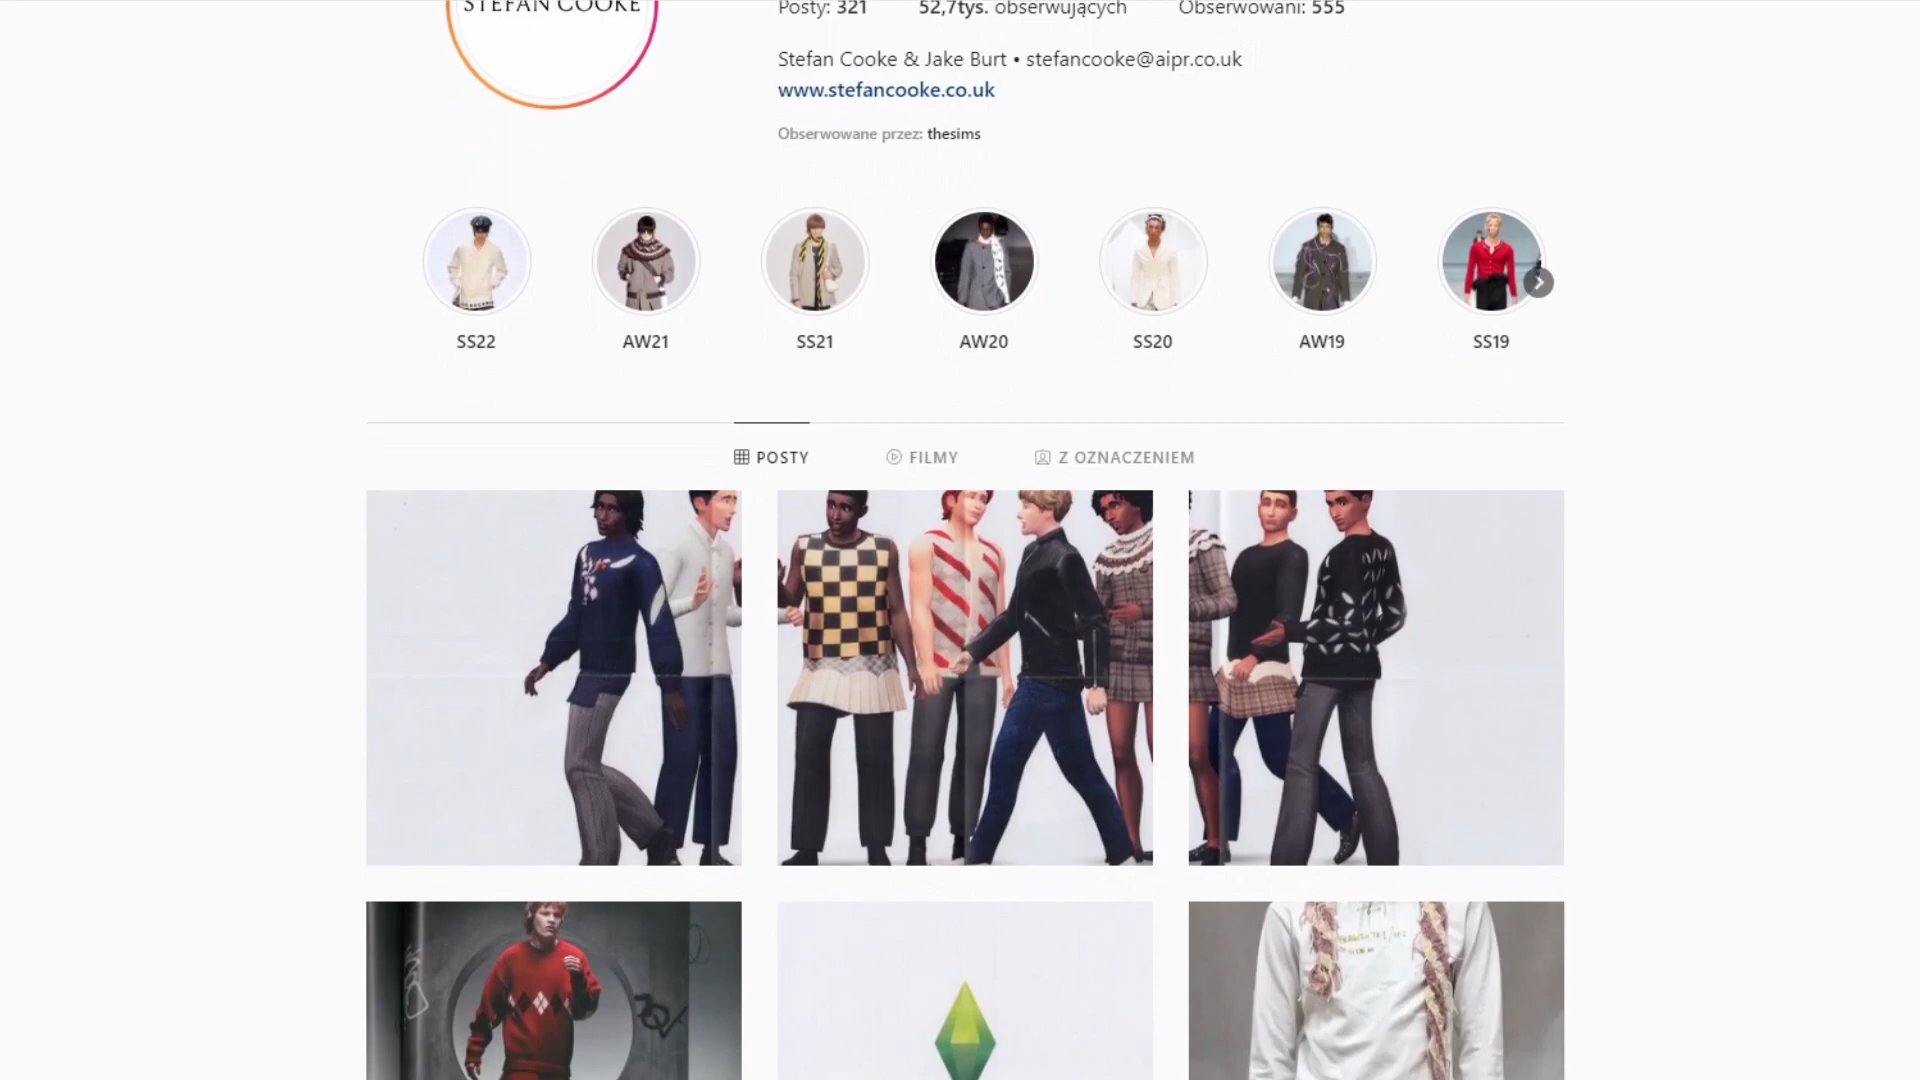 STEFAN COOKE
Posty: 321 52,7tys. obserwujących Obserwowani: 555
Stefan Cooke & Jake Burt • stefancooke@aipr.co.uk
www.stefancooke.co.uk
Obserwowane przez: thesims
SS22 AW21 SS21 AW20 SS20 AW19 SS19
POSTY FILMY Z OZNACZENIEM